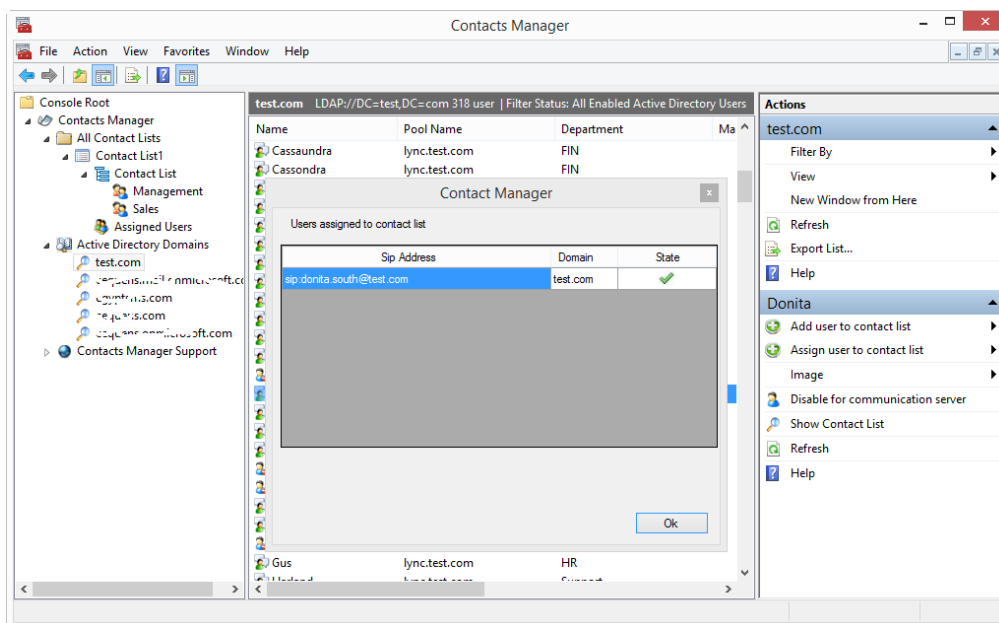 Contacts Manager
File Action View Favorites Window Help
Console Root
Contacts Manager
All Contact Lists
Contact List1
Contact List
Management
Sales
Assigned Users
Active Directory Domains
test.com
Contacts Manager Support
test.com LDAP://DC=test,DC=com 318 user | Filter Status: All Enabled Active Directory Users
Name Pool Name Department Ma
Cassaundra lync.test.com FIN
Cassondra lync.test.com FIN
Contact Manager
Users assigned to contact list
Sip Address Domain State
sip:donita.south@test.com test.com
Ok
Gus lync.test.com HR
Actions
test.com
Filter By
View
New Window from Here
Refresh
Export List...
Help
Donita
Add user to contact list
Assign user to contact list
Image
Disable for communication server
Show Contact List
Refresh
Help